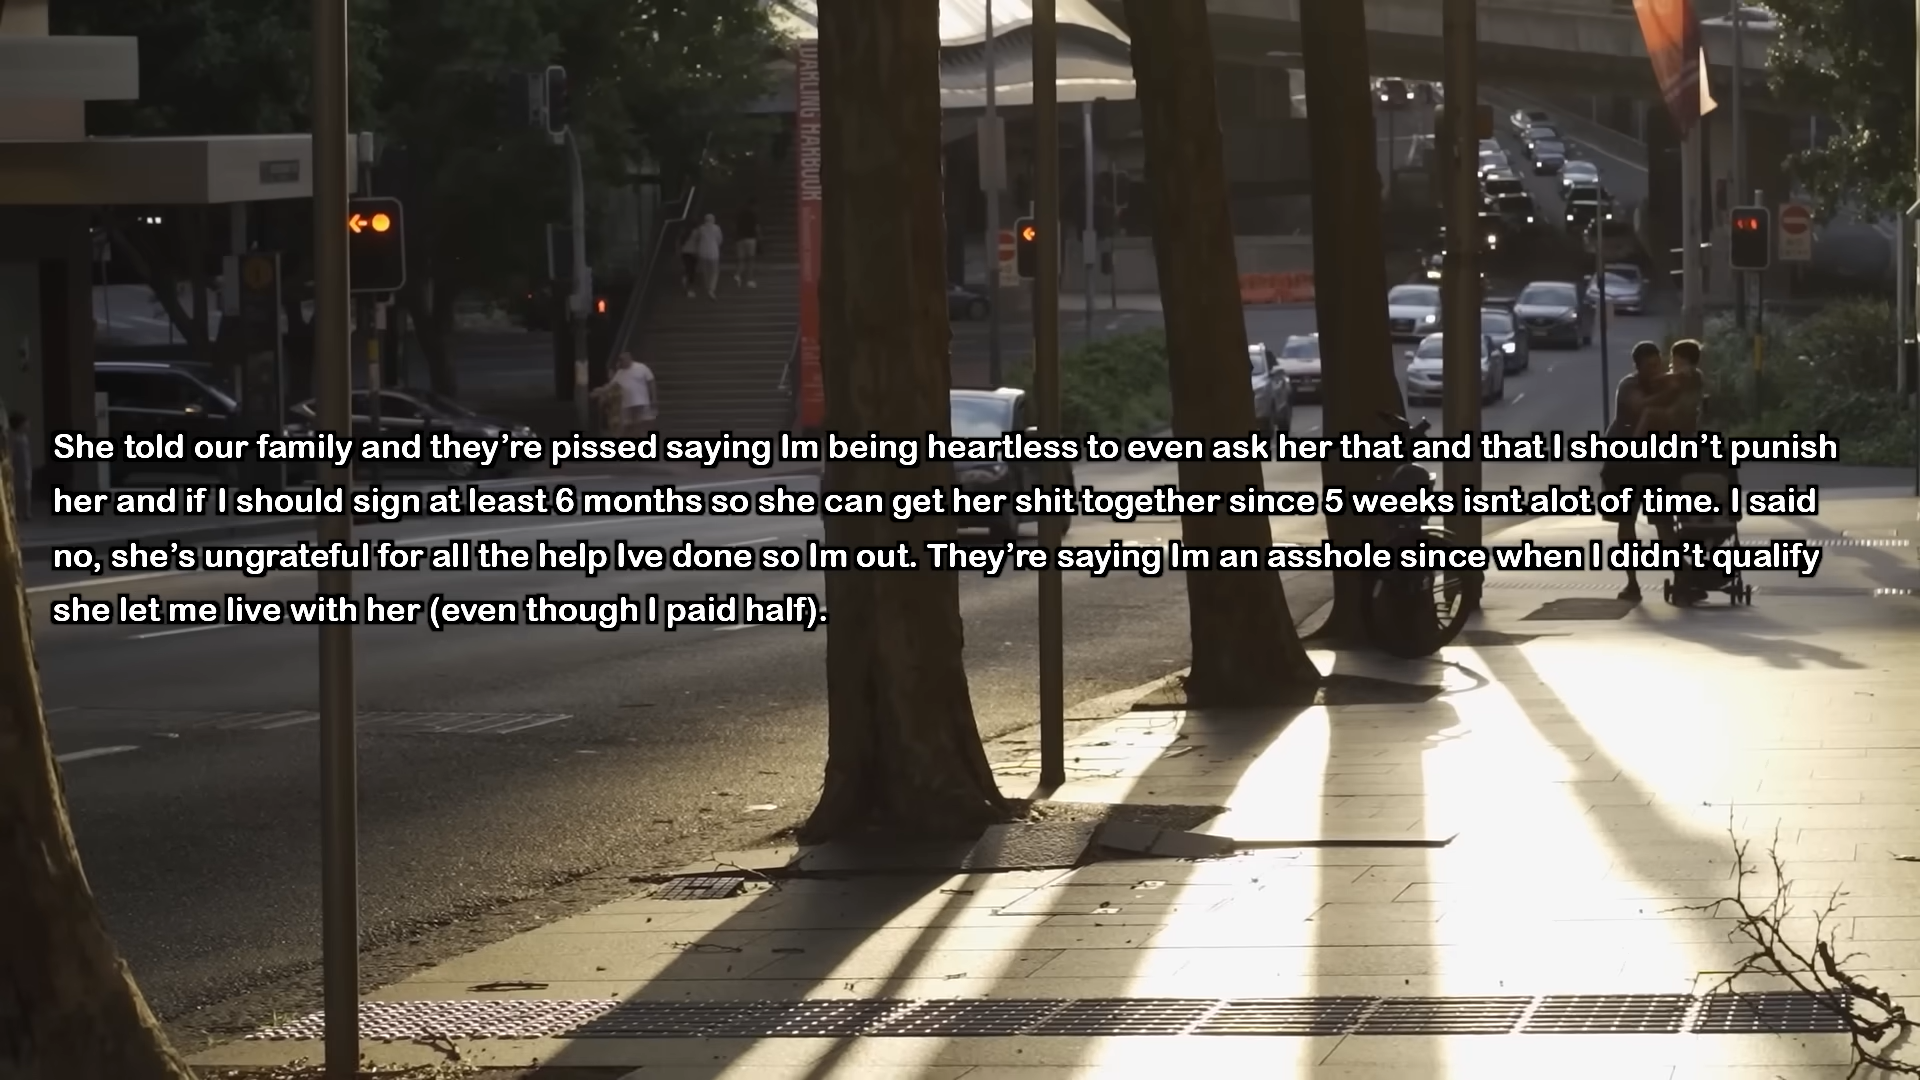 DARLING HARBOUR
She told our family and they’re pissed saying Im being heartless to even ask her that and that I shouldn’t punish
her and if I should sign at least 6 months so she can get her shit together since 5 weeks isnt alot of time. I said
no, she’s ungrateful for all the help Ive done so Im out. They’re saying Im an asshole since when I didn’t qualify
she let me live with her (even though I paid half).